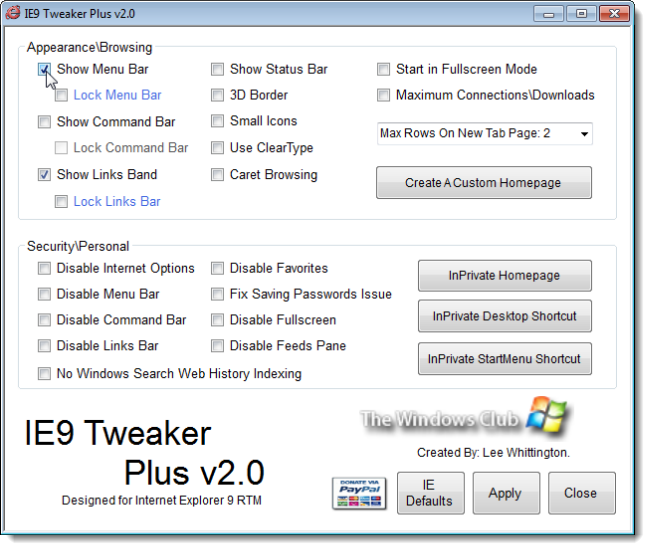 IE9 Tweaker Plus v2.0
Appearance\Browsing
Show Menu Bar
Show Status Bar
Start in Fullscreen Mode
Lock Menu Bar
3D Border
Maximum Connections\Downloads
Show Command Bar
Small Icons
Max Rows On New Tab Page: 2
Lock Command Bar
Use ClearType
Show Links Band
Caret Browsing
Create A Custom Homepage
Lock Links Bar
Security\Personal
Disable Internet Options
Disable Favorites
InPrivate Homepage
Disable Menu Bar
Fix Saving Passwords Issue
Disable Command Bar
Disable Fullscreen
InPrivate Desktop Shortcut
Disable Links Bar
Disable Feeds Pane
InPrivate StartMenu Shortcut
No Windows Search Web History Indexing
The Windows Club
IE9 Tweaker
Plus v2.0
Designed for Internet Explorer 9 RTM
Created By: Lee Whittington.
DONATE VIA
PayPal
IE
Defaults
Apply
Close